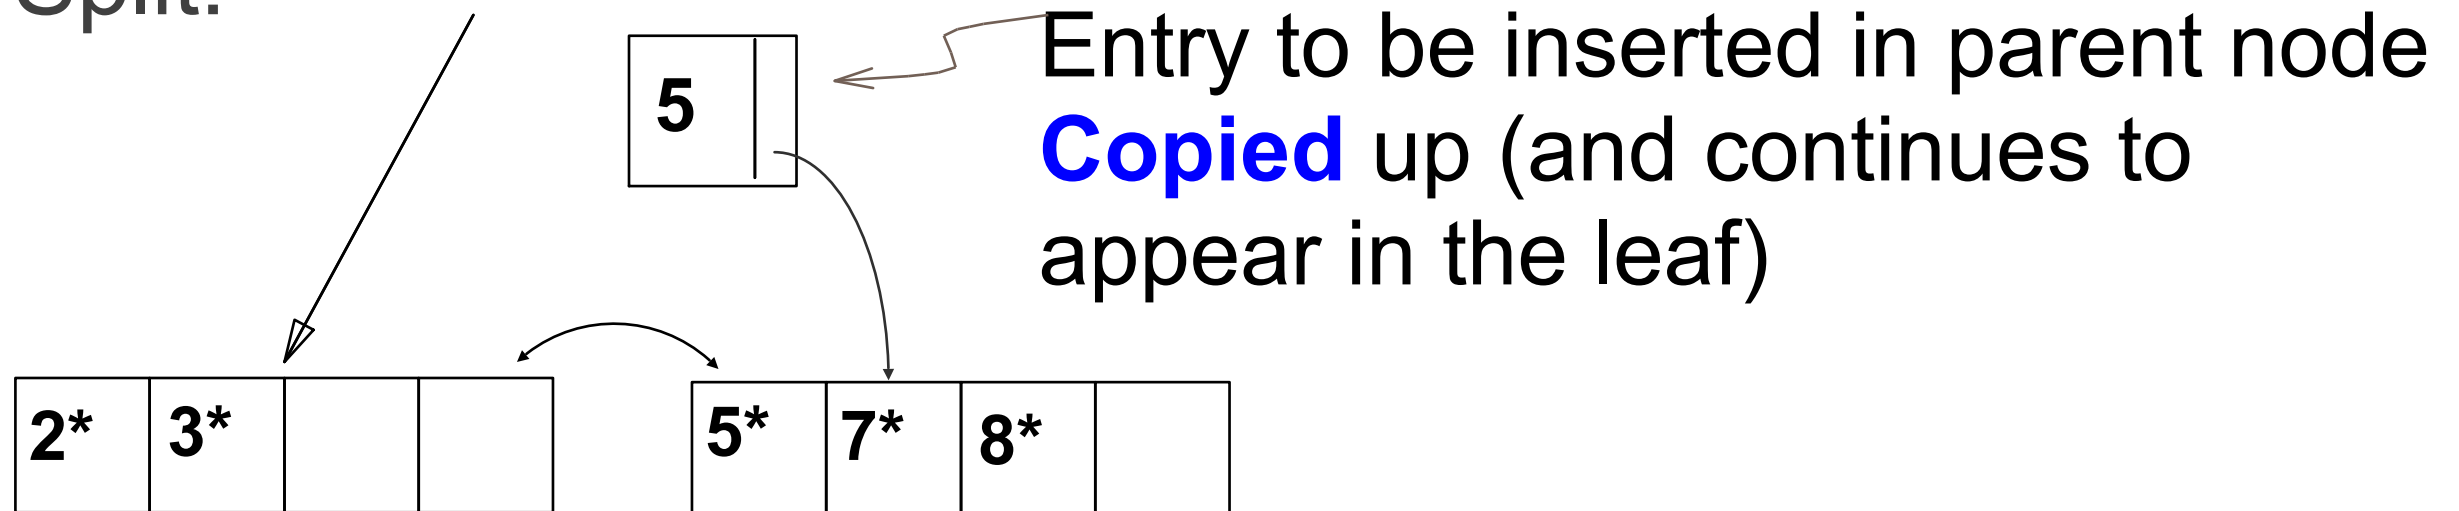 Split!
Entry to be inserted in parent node
5
Copied up (and continues to
appear in the leaf)
2* 3* 5* 7* 8*